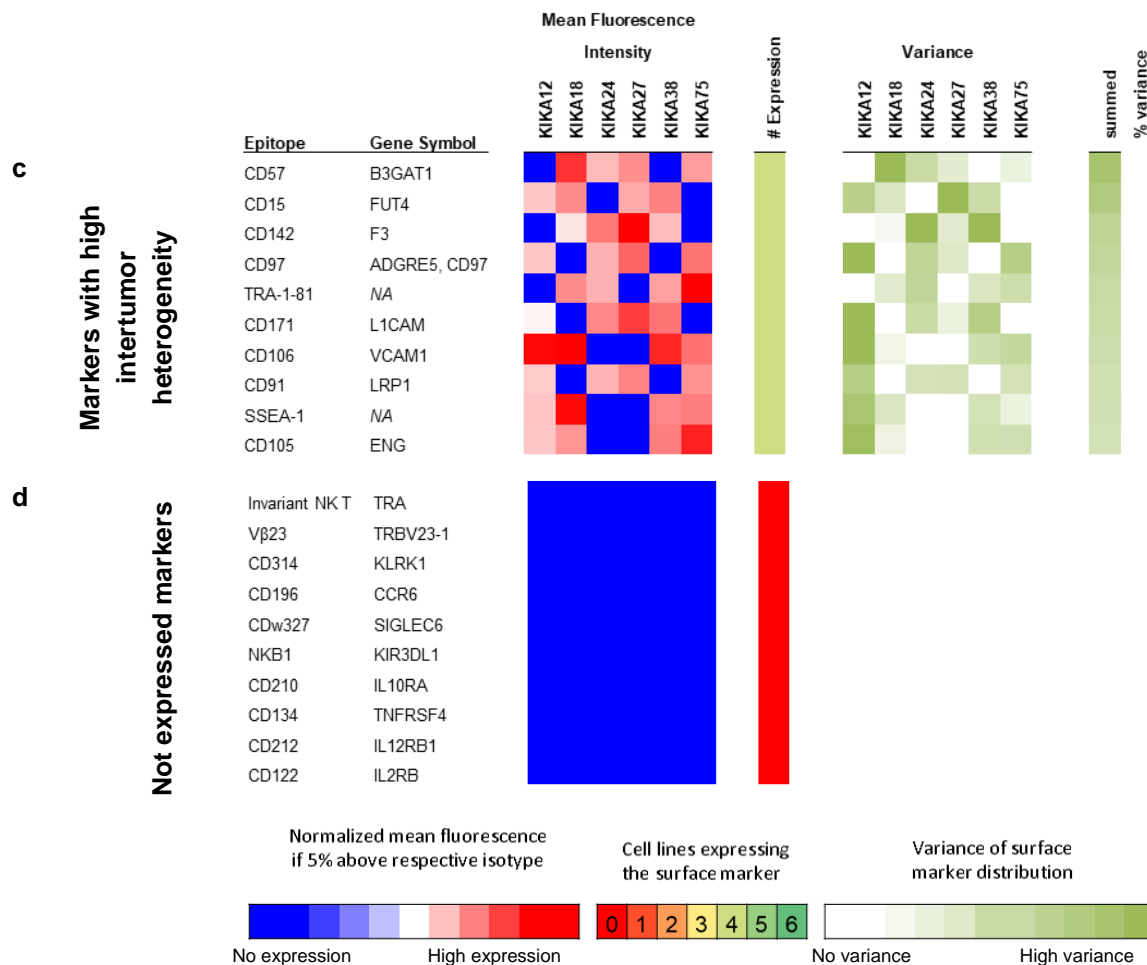 Mean Fluorescence
Intensity
Variance
KIKA12
KIKA18
KIKA24
KIKA27
KIKA38
KIKA75
# Expression
KIKA12
KIKA18
KIKA24
KIKA27
KIKA38
KIKA75
summed
% variance
Epitope Gene Symbol
c
Markers with high
intertumor
heterogeneity
CD57 B3GAT1
CD15 FUT4
CD142 F3
CD97 ADGRE5, CD97
TRA-1-81 NA
CD171 L1CAM
CD106 VCAM1
CD91 LRP1
SSEA-1 NA
CD105 ENG
d
Not expressed markers
Invariant NK T TRA
Vβ23 TRBV23-1
CD314 KLRK1
CD196 CCR6
CDw327 SIGLEC6
NKB1 KIR3DL1
CD210 IL10RA
CD134 TNFRSF4
CD212 IL12RB1
CD122 IL2RB
Normalized mean fluorescence
if 5% above respective isotype
No expression High expression
Cell lines expressing
the surface marker
0 1 2 3 4 5 6
Variance of surface
marker distribution
No variance High variance